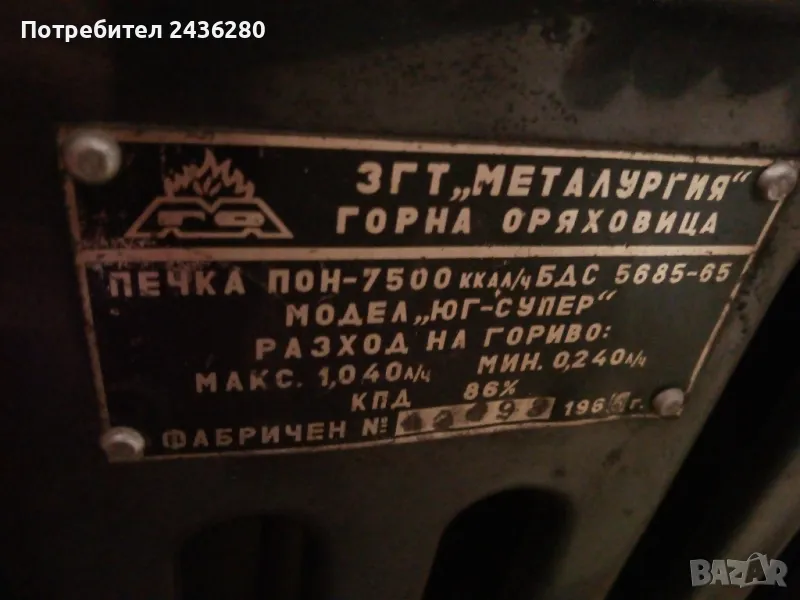 Потребител 2436280
ЗГТ „МЕТАЛУРГИЯ“
ГОРНА ОРЯХОВИЦА
ПЕЧКА ПОН-7500 ККАЛ/Ч БДС 5685-65
МОДЕЛ „ЮГ-СУПЕР“
РАЗХОД НА ГОРИВО:
МАКС. 1,040 Л/Ч МИН. 0,240 Л/Ч
КПД 86%
ФАБРИЧЕН № г.
BAZAR